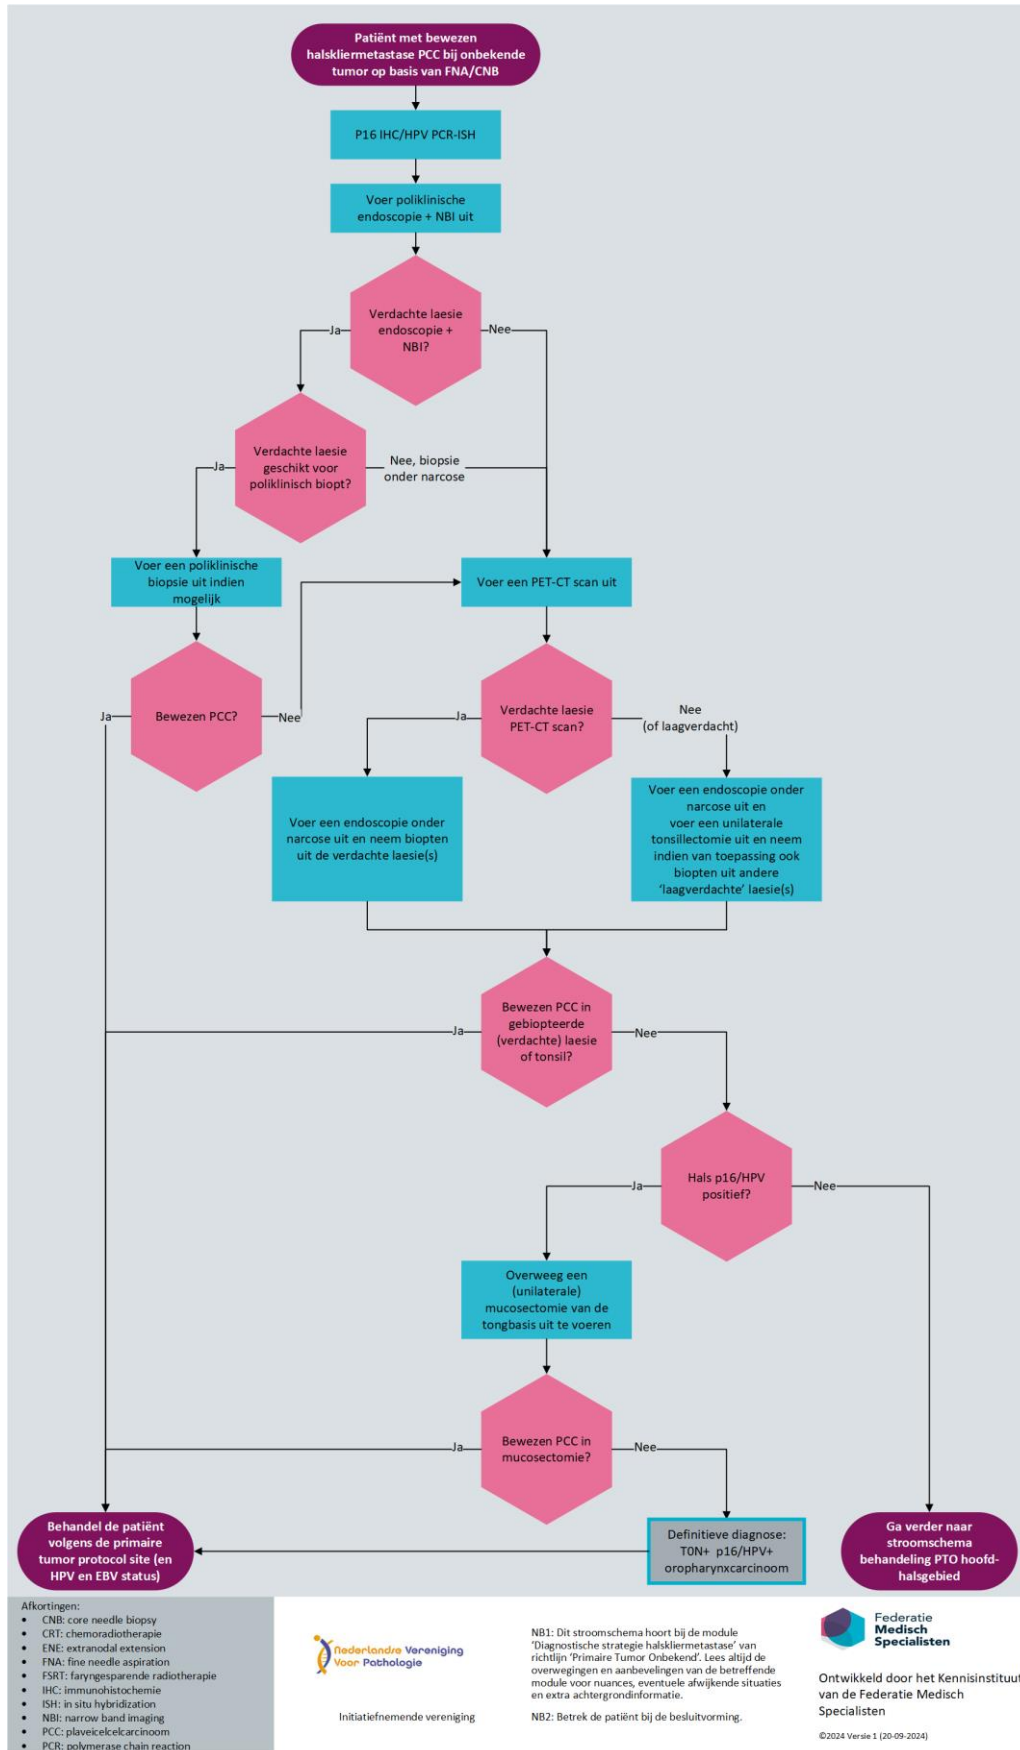 Patiënt met bewezen
halskliermetastase PCC bij onbekende
tumor op basis van FNA/CNB
P16 IHC/HPV PCR-ISH
Voer poliklinische
endoscopie + NBI uit
Verdachte laesie
endoscopie +
NBI?
Ja
Nee
Verdachte laesie
geschikt voor
poliklinisch biopt?
Ja
Nee, biopsie
onder narcose
Voer een poliklinische
biopsie uit indien
mogelijk
Voer een PET-CT scan uit
Bewezen PCC?
Ja
Nee
Verdachte laesie
PET-CT scan?
Ja
Nee
(of laagverdacht)
Voer een endoscopie onder
narcose uit en neem biopten
uit de verdachte laesie(s)
Voer een endoscopie onder
narcose uit en
voer een unilaterale
tonsillectomie uit en neem
indien van toepassing ook
biopten uit andere
‘laagverdachte’ laesie(s)
Bewezen PCC in
gebiopteerde
(verdachte) laesie
of tonsil?
Ja
Nee
Hals p16/HPV
positief?
Ja
Nee
Overweeg een
(unilaterale)
mucosectomie van de
tongbasis uit te voeren
Bewezen PCC in
mucosectomie?
Ja
Nee
Behandel de patiënt
volgens de primaire
tumor protocol site (en
HPV en EBV status)
Definitieve diagnose:
T0N+ p16/HPV+
oropharynxcarcinoom
Ga verder naar
stroomschema
behandeling PTO hoofd-
halsgebied
Afkortingen:
• CNB: core needle biopsy
• CRT: chemoradiotherapie
• ENE: extranodal extension
• FNA: fine needle aspiration
• FSRT: faryngesparende radiotherapie
• IHC: immunohistochemie
• ISH: in situ hybridization
• NBI: narrow band imaging
• PCC: plaveicelcelcarcinoom
• PCR: polymerase chain reaction
Nederlandse Vereniging
Voor Pathologie
Initiatiefnemende vereniging
NB1: Dit stroomschema hoort bij de module
‘Diagnostische strategie halskliermetastase’ van
richtlijn ‘Primaire Tumor Onbekend’. Lees altijd de
overwegingen en aanbevelingen van de betreffende
module voor nuances, eventuele afwijkende situaties
en extra achtergrondinformatie.
NB2: Betrek de patiënt bij de besluitvorming.
Federatie
Medisch
Specialisten
Ontwikkeld door het Kennisinstituut
van de Federatie Medisch
Specialisten
©2024 Versie 1 (20-09-2024)